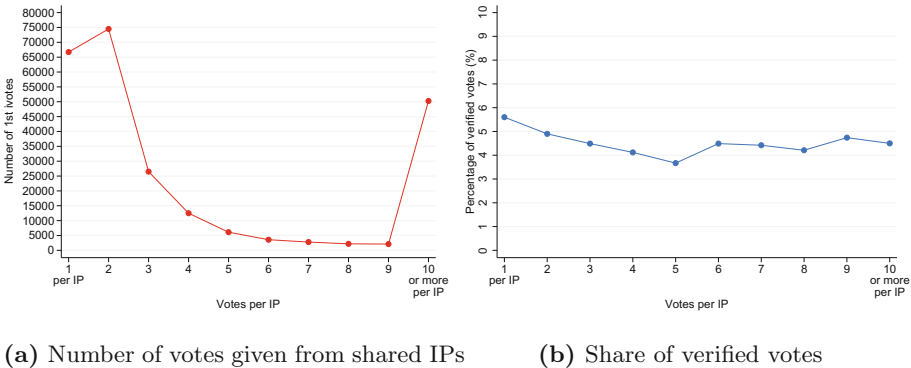 80000
75000
70000
65000
60000
55000
50000
45000
40000
35000
30000
25000
20000
15000
10000
5000
0
Number of 1st ivotes
1 2 3 4 5 6 7 8 9 10
per IP or more
per IP
Votes per IP
10
9
8
7
6
5
4
3
2
1
0
Percentage of verified votes (%)
1 2 3 4 5 6 7 8 9 10
per IP or more
per IP
Votes per IP
(a) Number of votes given from shared IPs
(b) Share of verified votes